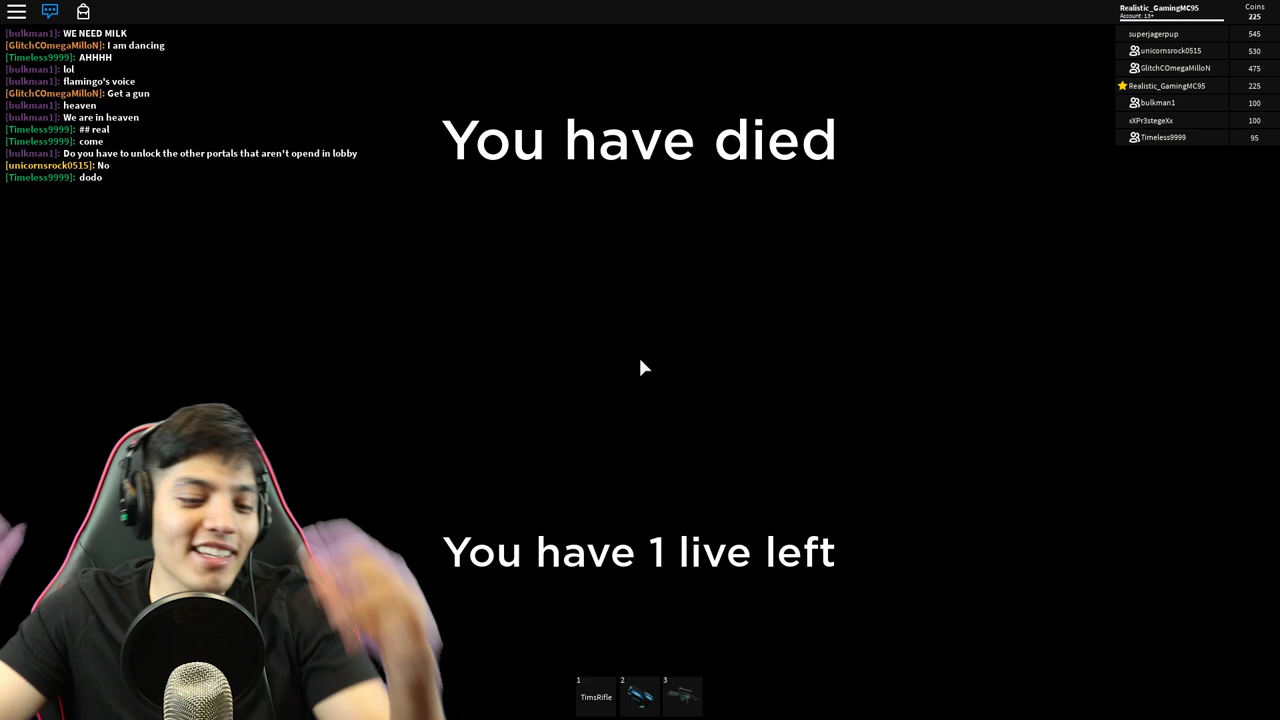 Realistic_GamingMC95
Account: 13+
Coins
225
[bulkman1]: WE NEED MILK
[GlitchCOmegaMilloN]: I am dancing
[Timeless9999]: AHHHH
[bulkman1]: lol
[bulkman1]: flamingo's voice
[GlitchCOmegaMilloN]: Get a gun
[bulkman1]: heaven
[bulkman1]: We are in heaven
[Timeless9999]: ## real
[Timeless9999]: come
[bulkman1]: Do you have to unlock the other portals that aren't opend in lobby
[unicornsrock0515]: No
[Timeless9999]: dodo
superjagerpup 545
unicornsrock0515 530
GlitchCOmegaMilloN 475
Realistic_GamingMC95 225
bulkman1 100
xXPr3stegeXx 100
Timeless9999 95
You have died
You have 1 live left
1
TimsRifle
2
3